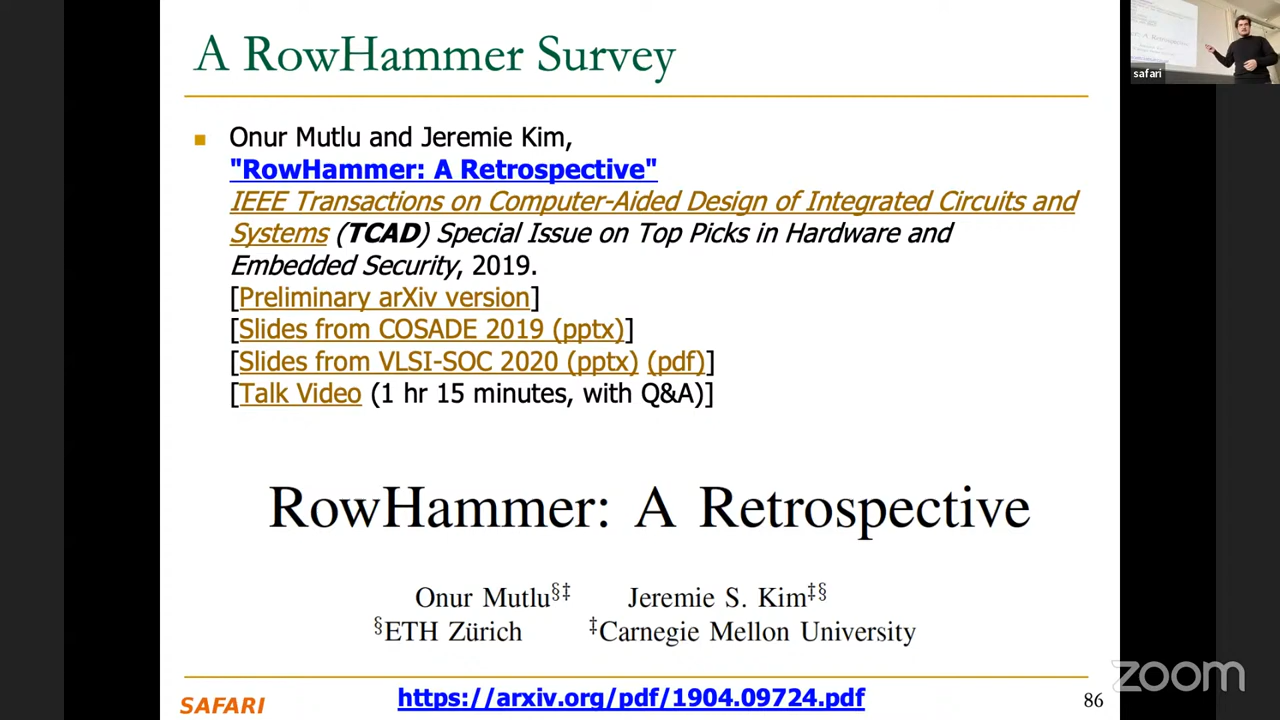 A RowHammer Survey
Onur Mutlu and Jeremie Kim,
"RowHammer: A Retrospective"
IEEE Transactions on Computer-Aided Design of Integrated Circuits and
Systems (TCAD) Special Issue on Top Picks in Hardware and
Embedded Security, 2019.
[Preliminary arXiv version]
[Slides from COSADE 2019 (pptx)]
[Slides from VLSI-SOC 2020 (pptx) (pdf)]
[Talk Video (1 hr 15 minutes, with Q&A)]
RowHammer: A Retrospective
Onur Mutlu§‡ Jeremie S. Kim‡§
§ETH Zürich ‡Carnegie Mellon University
SAFARI
https://arxiv.org/pdf/1904.09724.pdf
86
zoom
safari